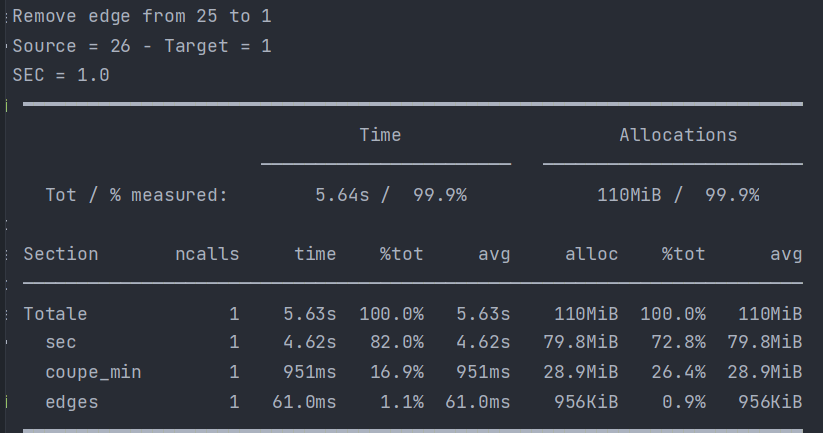 Remove edge from 25 to 1
Source = 26 - Target = 1
SEC = 1.0
Time Allocations
Tot / % measured: 5.64s / 99.9% 110MiB / 99.9%
Section ncalls time %tot avg alloc %tot avg
Totale 1 5.63s 100.0% 5.63s 110MiB 100.0% 110MiB
sec 1 4.62s 82.0% 4.62s 79.8MiB 72.8% 79.8MiB
coupe_min 1 951ms 16.9% 951ms 28.9MiB 26.4% 28.9MiB
edges 1 61.0ms 1.1% 61.0ms 956KiB 0.9% 956KiB